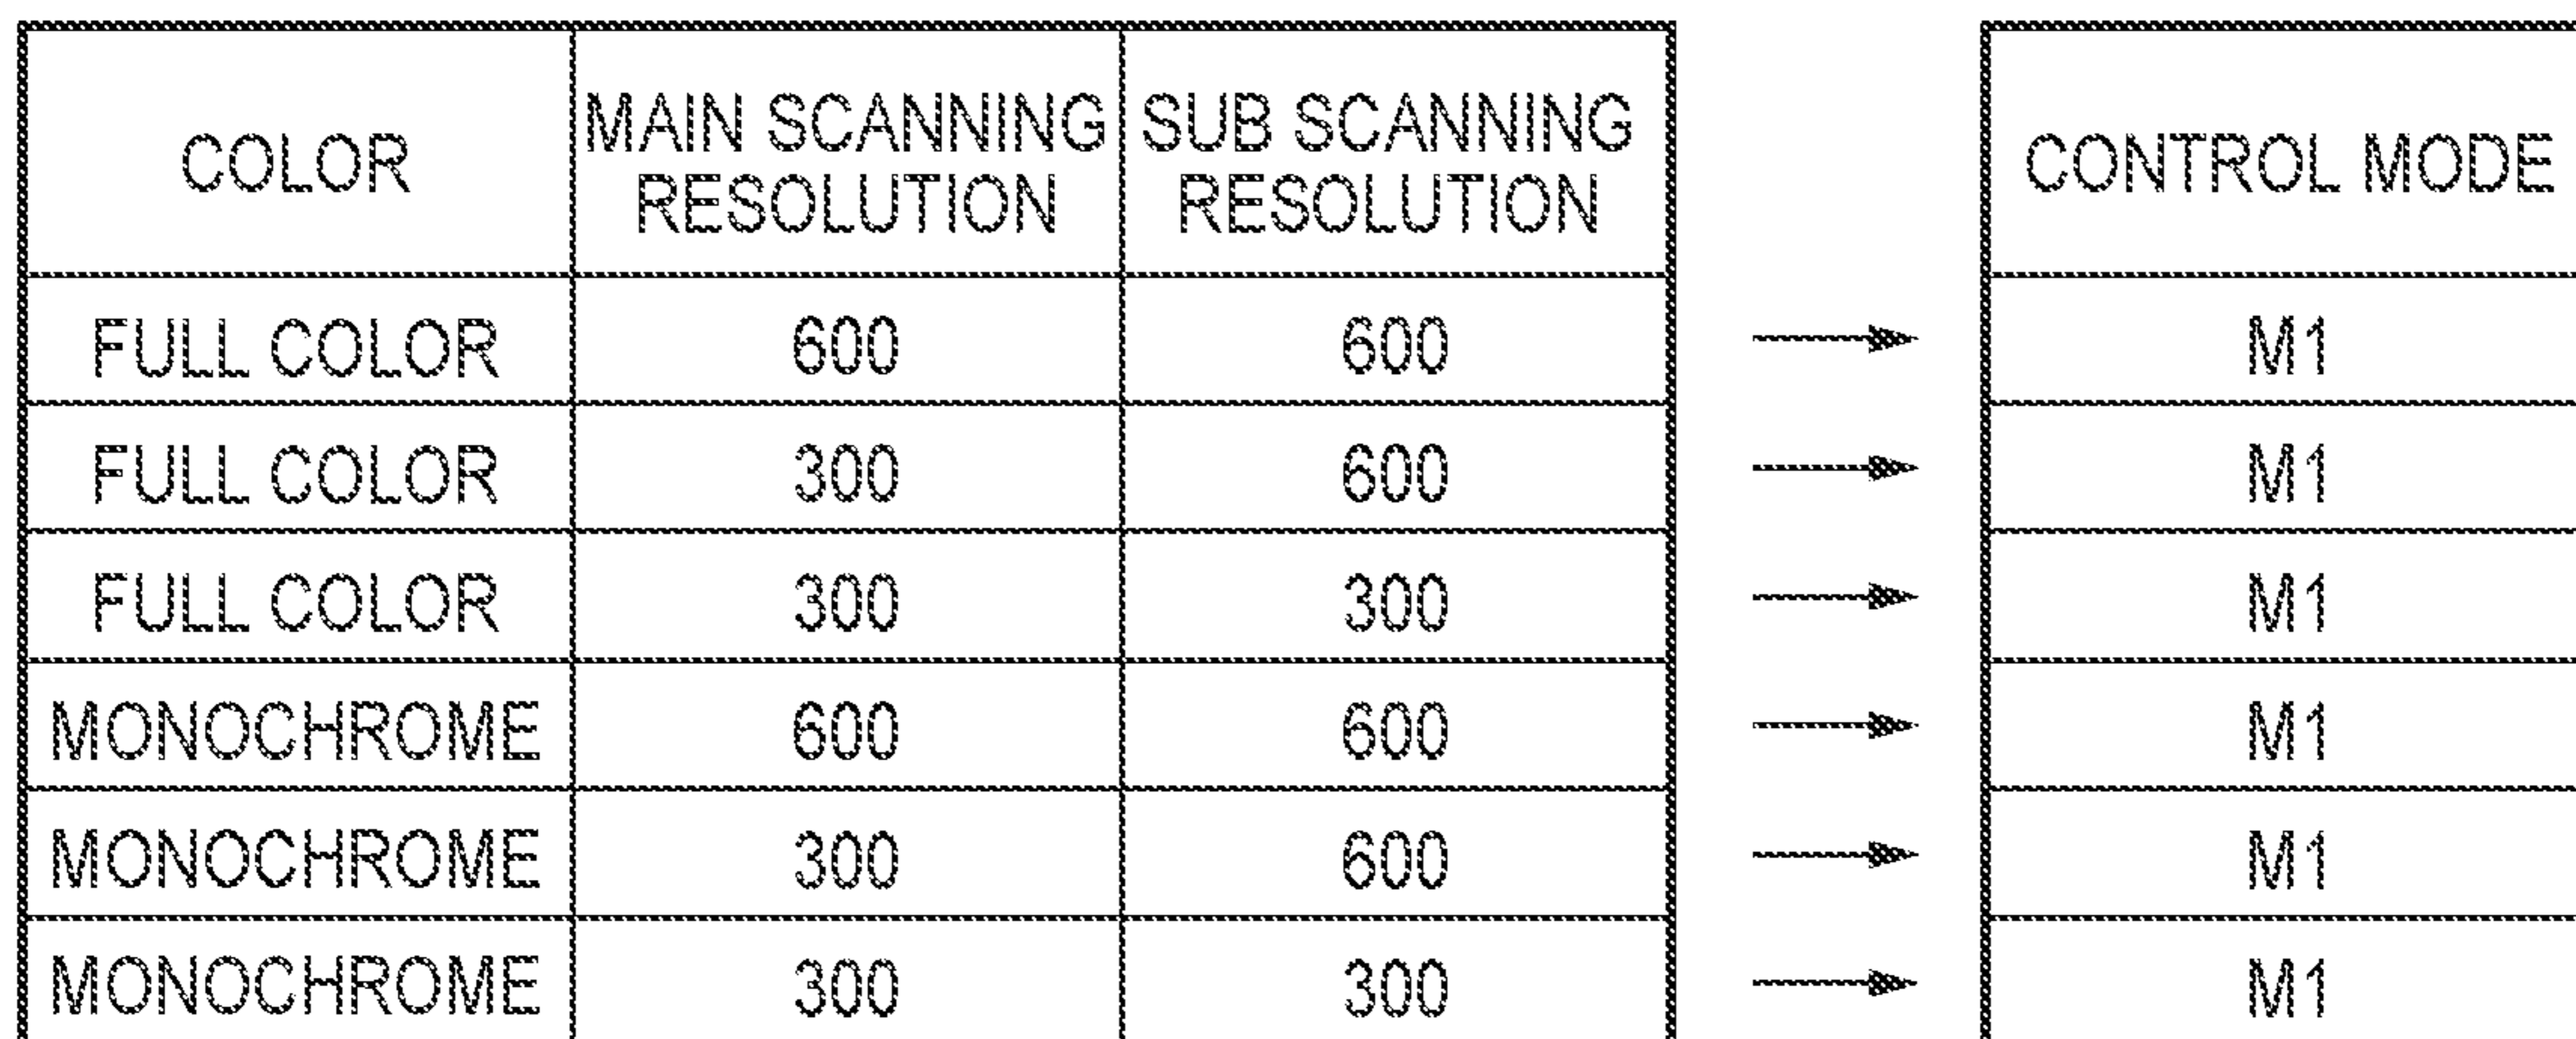 COLOR
MAIN SCANNING
RESOLUTION
SUB SCANNING
RESOLUTION
CONTROL MODE
FULL COLOR 600 600 M1
FULL COLOR 300 600 M1
FULL COLOR 300 300 M1
MONOCHROME 600 600 M1
MONOCHROME 300 600 M1
MONOCHROME 300 300 M1